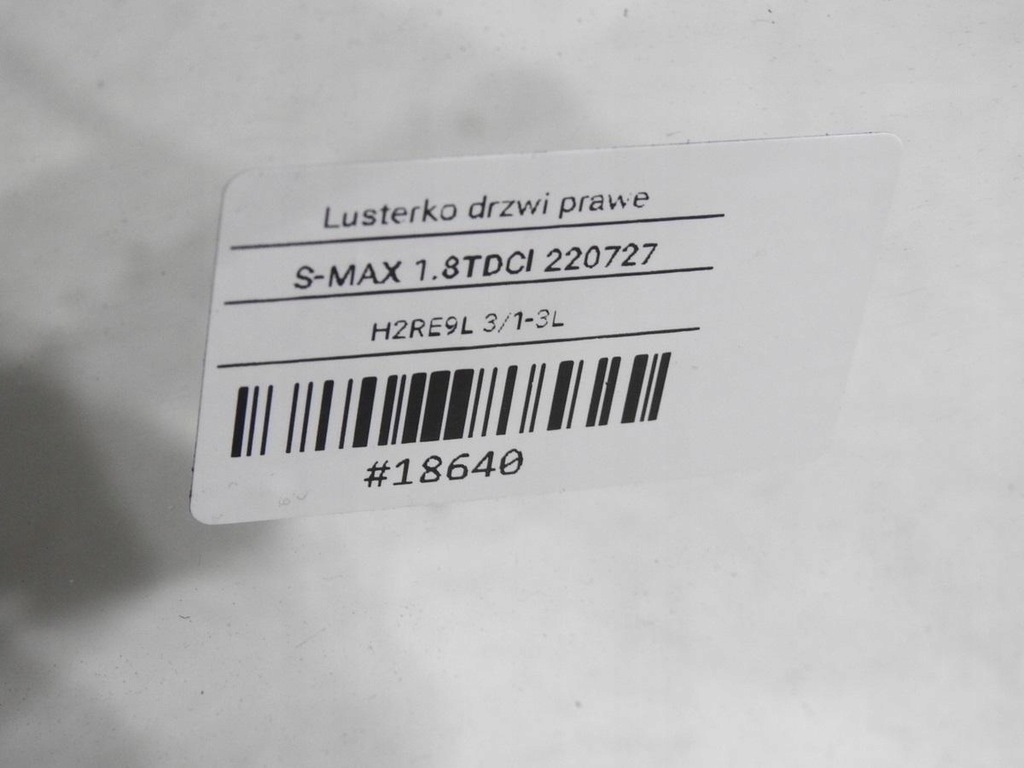 Lusterko drzwi prawe
S-MAX 1.8TDCI 220727
H2RE9L 3/1-3L
#18640